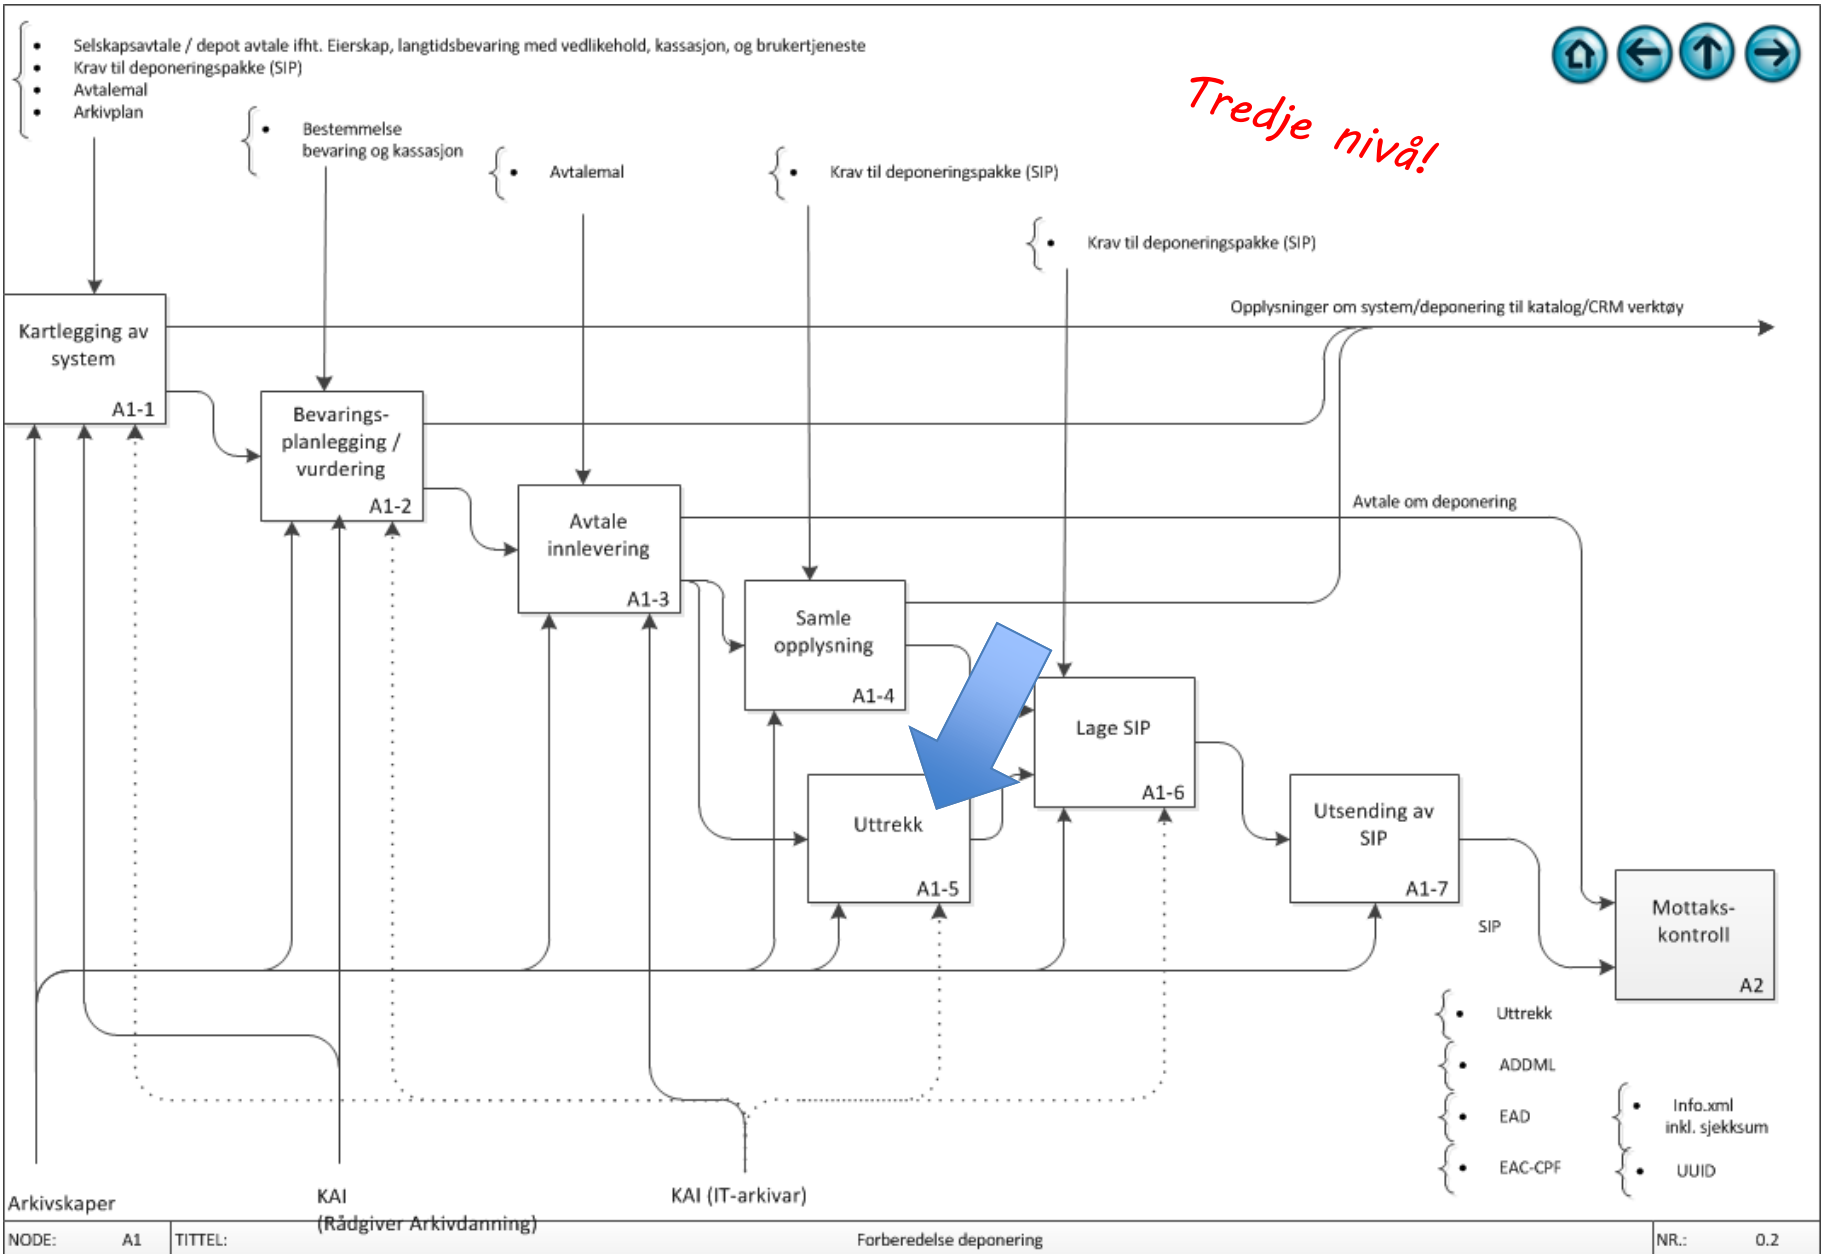 Selskapsavtale / depot avtale ifht. Eierskap, langtidsbevaring med vedlikehold, kassasjon, og brukertjeneste
Krav til deponeringspakke (SIP)
Avtalemal
Arkivplan
Tredje nivå!
Bestemmelse
bevaring og kassasjon
Avtalemal
Krav til deponeringspakke (SIP)
Krav til deponeringspakke (SIP)
Opplysninger om system/deponering til katalog/CRM verktøy
Kartlegging av
system
A1-1
Bevarings-
planlegging /
vurdering
A1-2
Avtale om deponering
Avtale
innlevering
A1-3
Samle
opplysning
A1-4
Lage SIP
A1-6
Uttrekk
A1-5
Utsending av
SIP
A1-7
SIP
Mottaks-
kontroll
A2
Uttrekk
ADDML
EAD
EAC-CPF
Info.xml
inkl. sjekksum
UUID
Arkivskaper
KAI
(Rådgiver Arkivdanning)
KAI (IT-arkivar)
NODE: A1 TITTEL: Forberedelse deponering NR.: 0.2